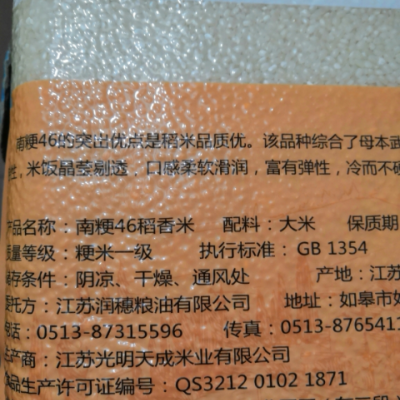 南粳46的突出优点是稻米品质优。该品种综合了母本武
性，米饭晶莹剔透，口感柔软滑润，富有弹性，冷而不硬
产品名称：南粳46稻香米 配料：大米 保质期
质量等级：粳米一级 执行标准：GB 1354
储存条件：阴凉、干燥、通风处 产地：江苏
委托方：江苏润穗粮油有限公司 地址：如皋市如
电话：0513-87315596 传真：0513-8765411
生产商：江苏光明天成米业有限公司
食品生产许可证编号：QS3212 0102 1871